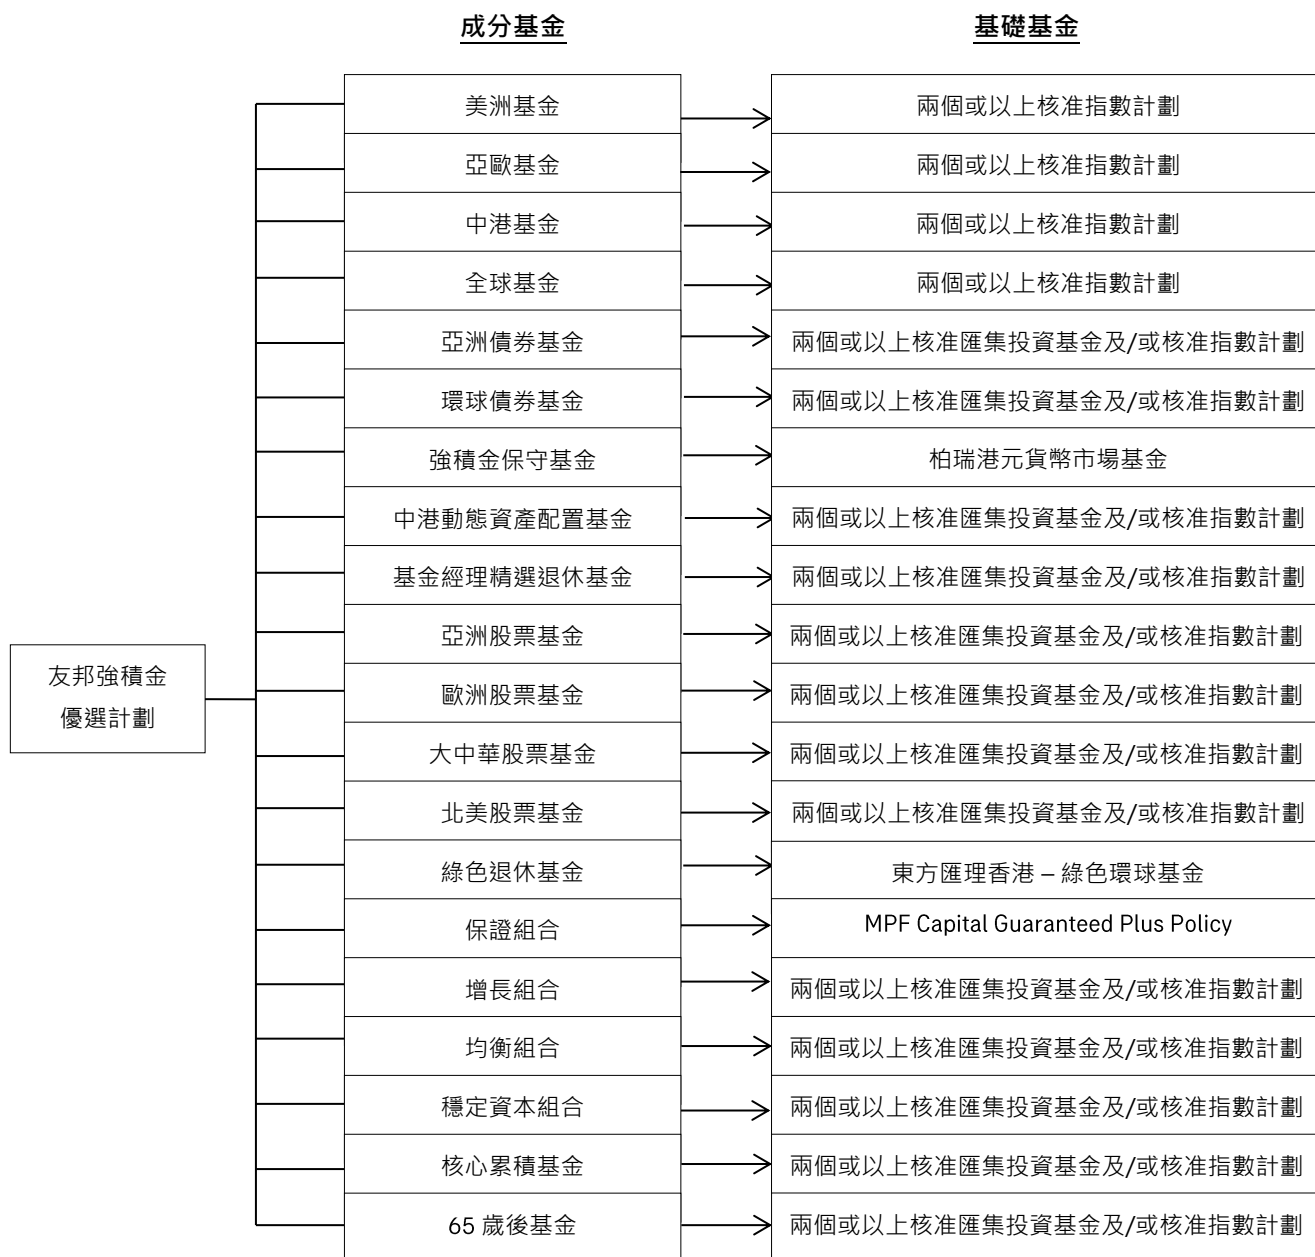 成分基金
基礎基金
美洲基金
兩個或以上核准指數計劃
亞歐基金
兩個或以上核准指數計劃
中港基金
兩個或以上核准指數計劃
全球基金
兩個或以上核准指數計劃
亞洲債券基金
兩個或以上核准匯集投資基金及/或核准指數計劃
環球債券基金
兩個或以上核准匯集投資基金及/或核准指數計劃
強積金保守基金
柏瑞港元貨幣市場基金
中港動態資產配置基金
兩個或以上核准匯集投資基金及/或核准指數計劃
基金經理精選退休基金
兩個或以上核准匯集投資基金及/或核准指數計劃
亞洲股票基金
兩個或以上核准匯集投資基金及/或核准指數計劃
友邦強積金
優選計劃
歐洲股票基金
兩個或以上核准匯集投資基金及/或核准指數計劃
大中華股票基金
兩個或以上核准匯集投資基金及/或核准指數計劃
北美股票基金
兩個或以上核准匯集投資基金及/或核准指數計劃
綠色退休基金
東方匯理香港 – 綠色環球基金
保證組合
MPF Capital Guaranteed Plus Policy
增長組合
兩個或以上核准匯集投資基金及/或核准指數計劃
均衡組合
兩個或以上核准匯集投資基金及/或核准指數計劃
穩定資本組合
兩個或以上核准匯集投資基金及/或核准指數計劃
核心累積基金
兩個或以上核准匯集投資基金及/或核准指數計劃
65 歲後基金
兩個或以上核准匯集投資基金及/或核准指數計劃